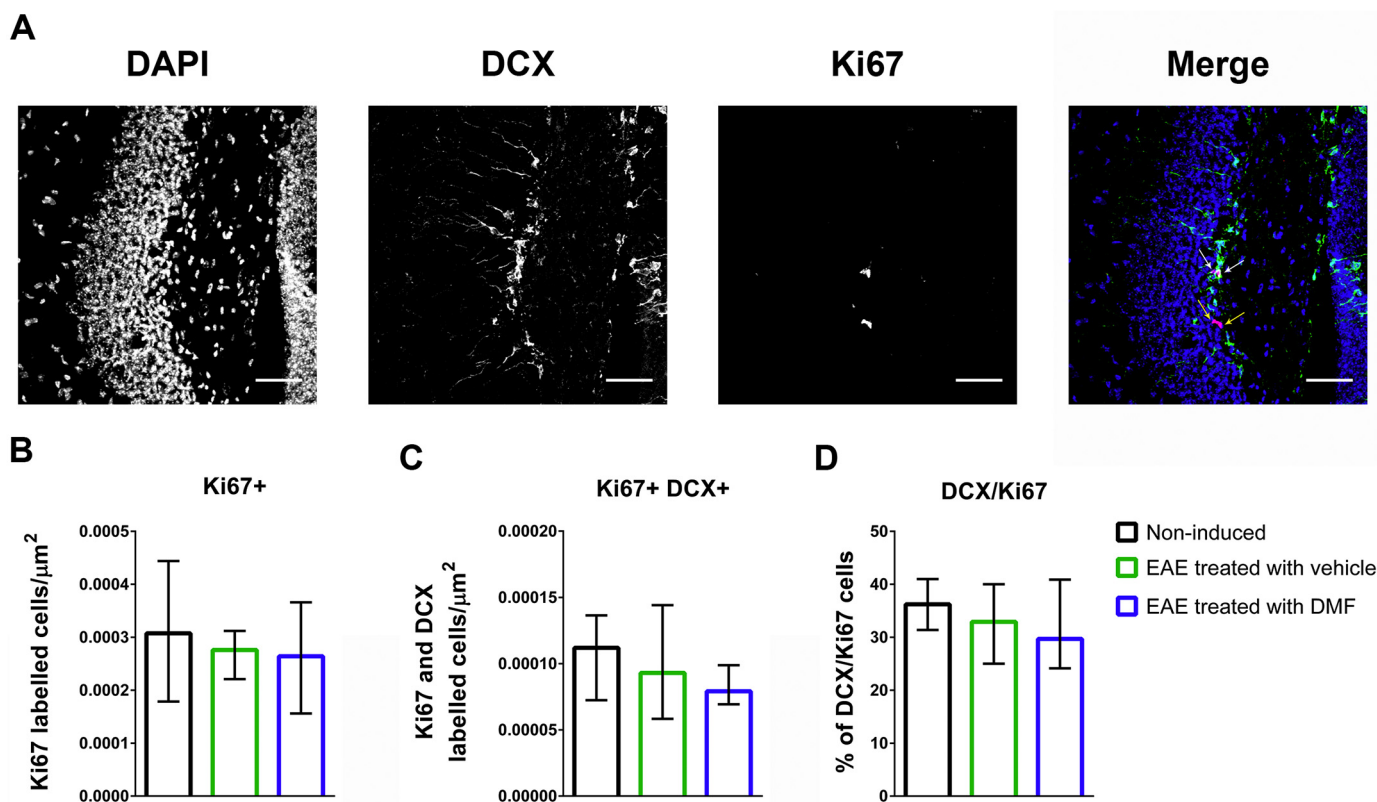 A
DAPI
DCX
Ki67
Merge
B
Ki67+
Ki67 labelled cells/μm²
0.0005
0.0004
0.0003
0.0002
0.0001
0.0000
C
Ki67+ DCX+
Ki67 and DCX
labelled cells/μm²
0.00020
0.00015
0.00010
0.00005
0.00000
D
DCX/Ki67
% of DCX/Ki67 cells
50
40
30
20
10
0
Non-induced
EAE treated with vehicle
EAE treated with DMF